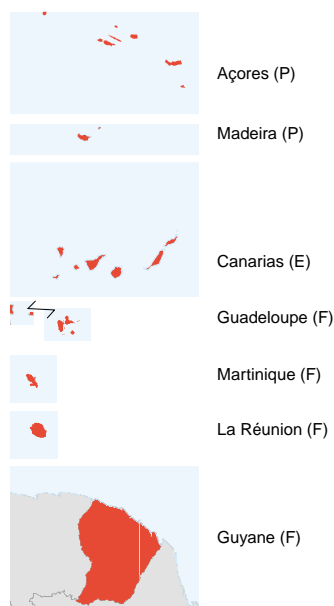 Açores (P)
Madeira (P)
Canarias (E)
Guadeloupe (F)
Martinique (F)
La Réunion (F)
Guyane (F)